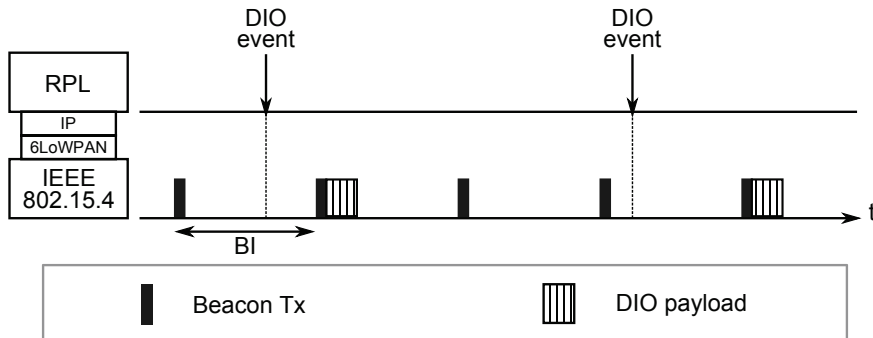 DIO
event
DIO
event
RPL
IP
6LoWPAN
IEEE
802.15.4
t
BI
Beacon Tx
DIO payload